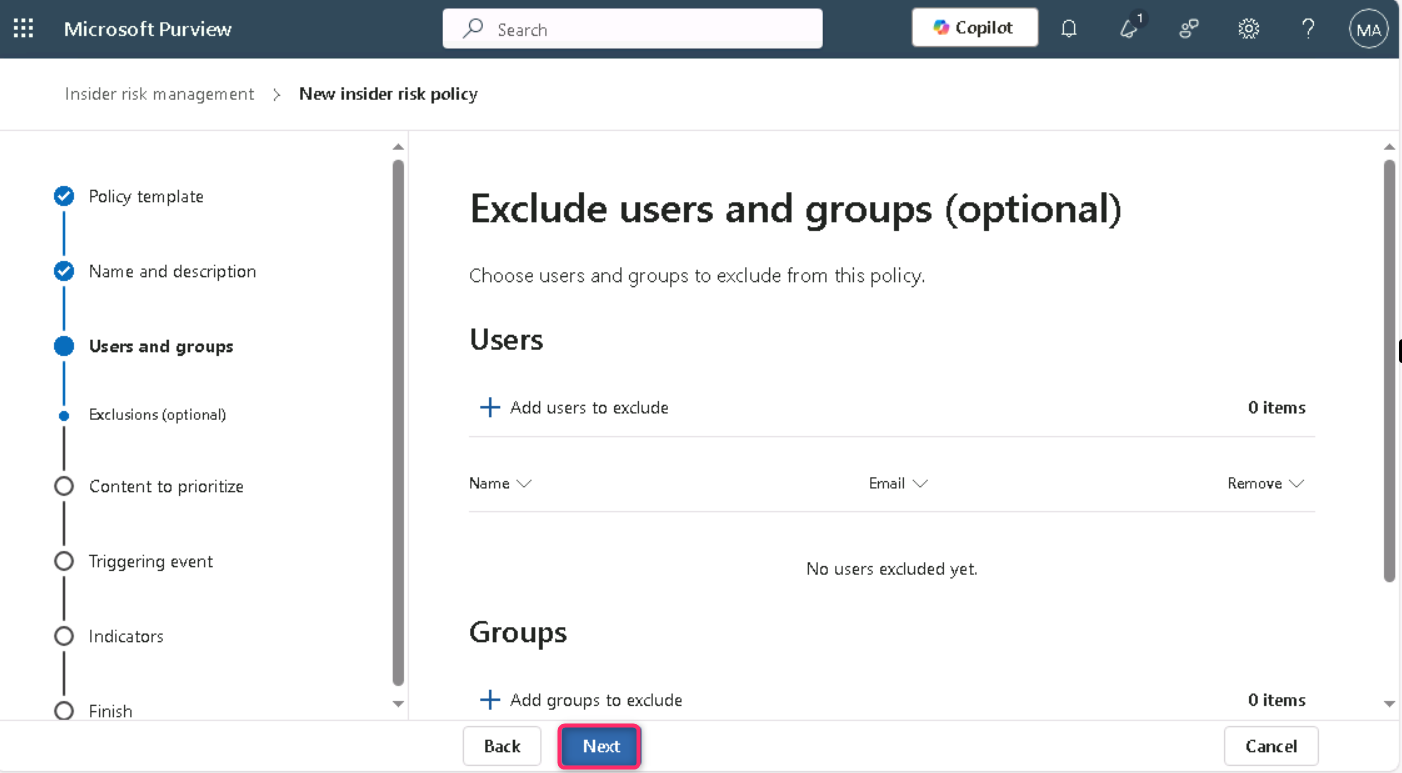 Microsoft Purview
Search
Copilot
1
?
MA
Insider risk management > New insider risk policy
Policy template
Name and description
Users and groups
Exclusions (optional)
Content to prioritize
Triggering event
Indicators
Finish
Exclude users and groups (optional)
Choose users and groups to exclude from this policy.
Users
+ Add users to exclude
0 items
Name
Email
Remove
No users excluded yet.
Groups
+ Add groups to exclude
0 items
Back
Next
Cancel